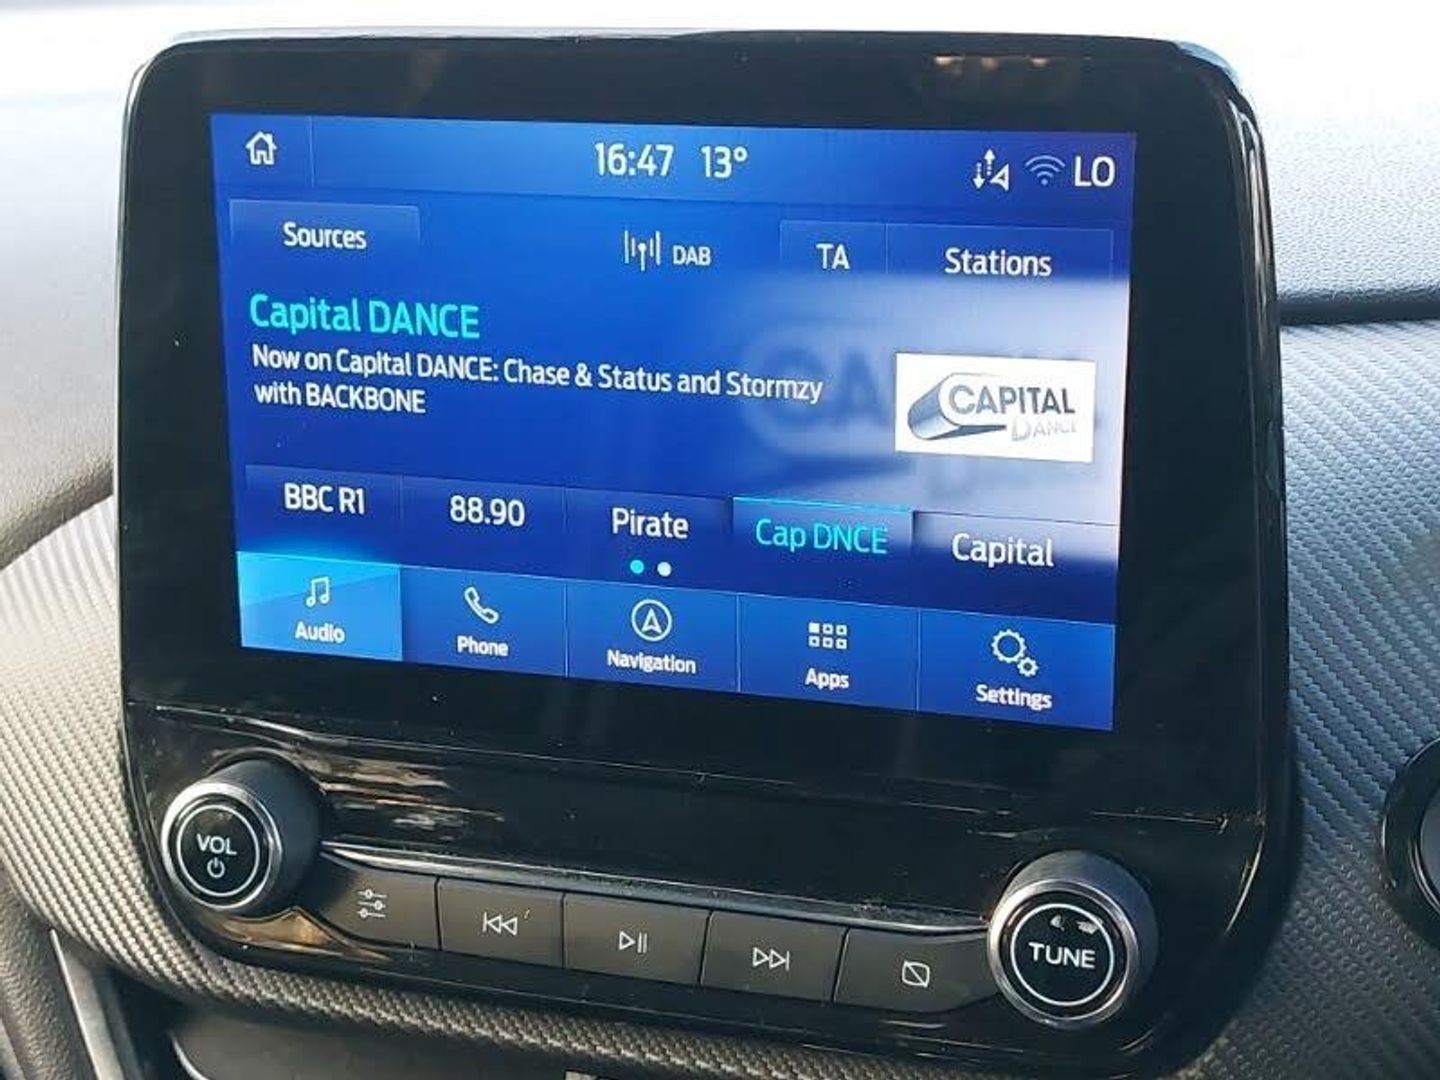 16:47 13° LO
Sources DAB TA Stations
Capital DANCE
Now on Capital DANCE: Chase & Status and Stormzy
with BACKBONE
CAPITAL
DANCE
BBC R1 88.90 Pirate Cap DNCE Capital
Audio Phone Navigation Apps Settings
VOL
TUNE